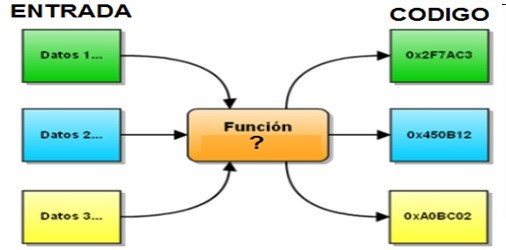 ENTRADA
CODIGO
Datos 1...
0x2F7AC3
Datos 2...
Función
?
0x450B12
Datos 3...
0xA0BC02